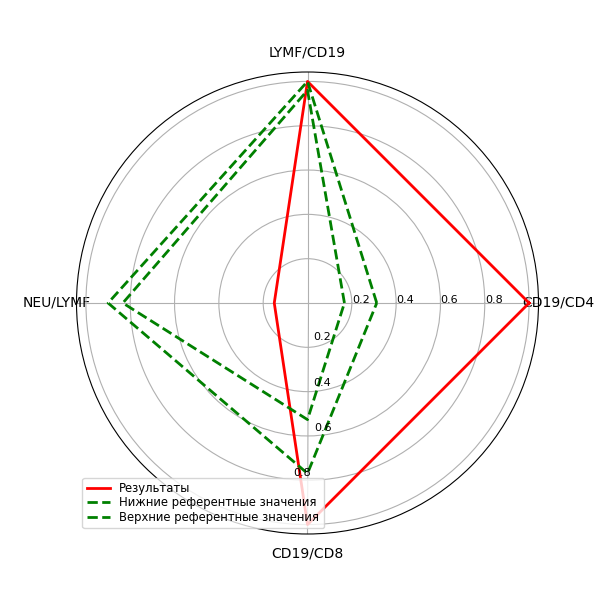 LYMF/CD19
NEU/LYMF
0.2
0.4
0.6
0.8
CD19/CD4
0.2
0.4
0.6
0.8
Результаты
Нижние референтные значения
Верхние референтные значения
CD19/CD8